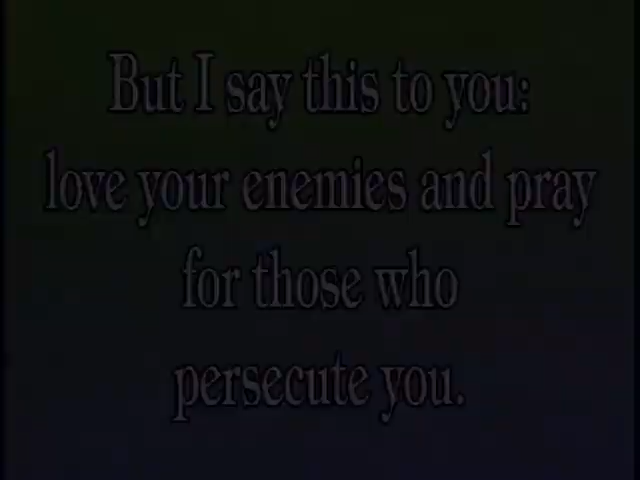 But I say this to you:
love your enemies and pray
for those who
persecute you.